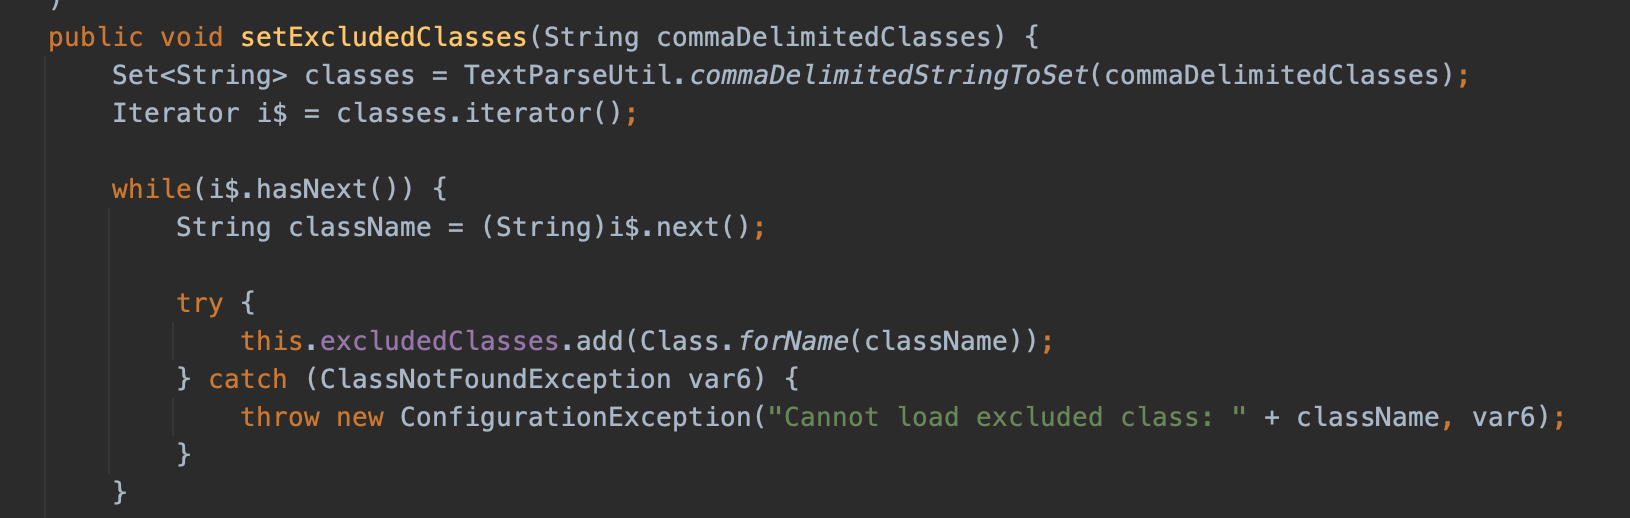 }
public void setExcludedClasses(String commaDelimitedClasses) {
    Set<String> classes = TextParseUtil.commaDelimitedStringToSet(commaDelimitedClasses);
    Iterator i$ = classes.iterator();

    while(i$.hasNext()) {
        String className = (String)i$.next();

        try {
            this.excludedClasses.add(Class.forName(className));
        } catch (ClassNotFoundException var6) {
            throw new ConfigurationException("Cannot load excluded class: " + className, var6);
        }
    }